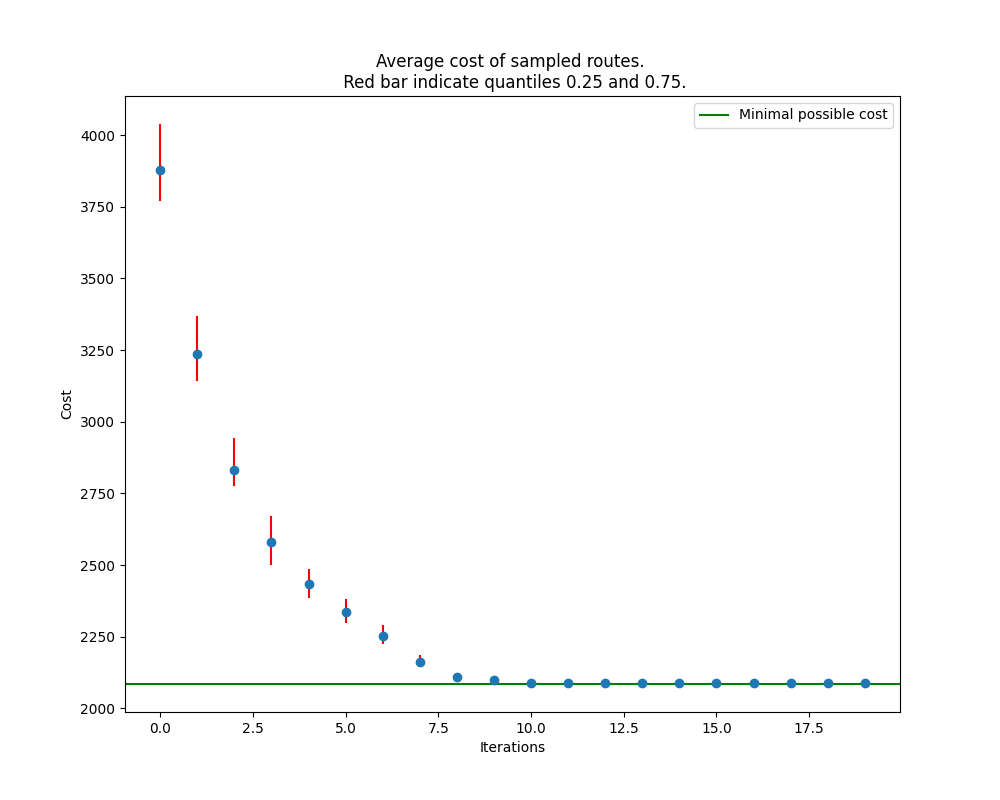 Average cost of sampled routes.
Red bar indicate quantiles 0.25 and 0.75.
Minimal possible cost
4000
3750
3500
3250
3000
2750
2500
2250
2000
Cost
0.0 2.5 5.0 7.5 10.0 12.5 15.0 17.5
Iterations